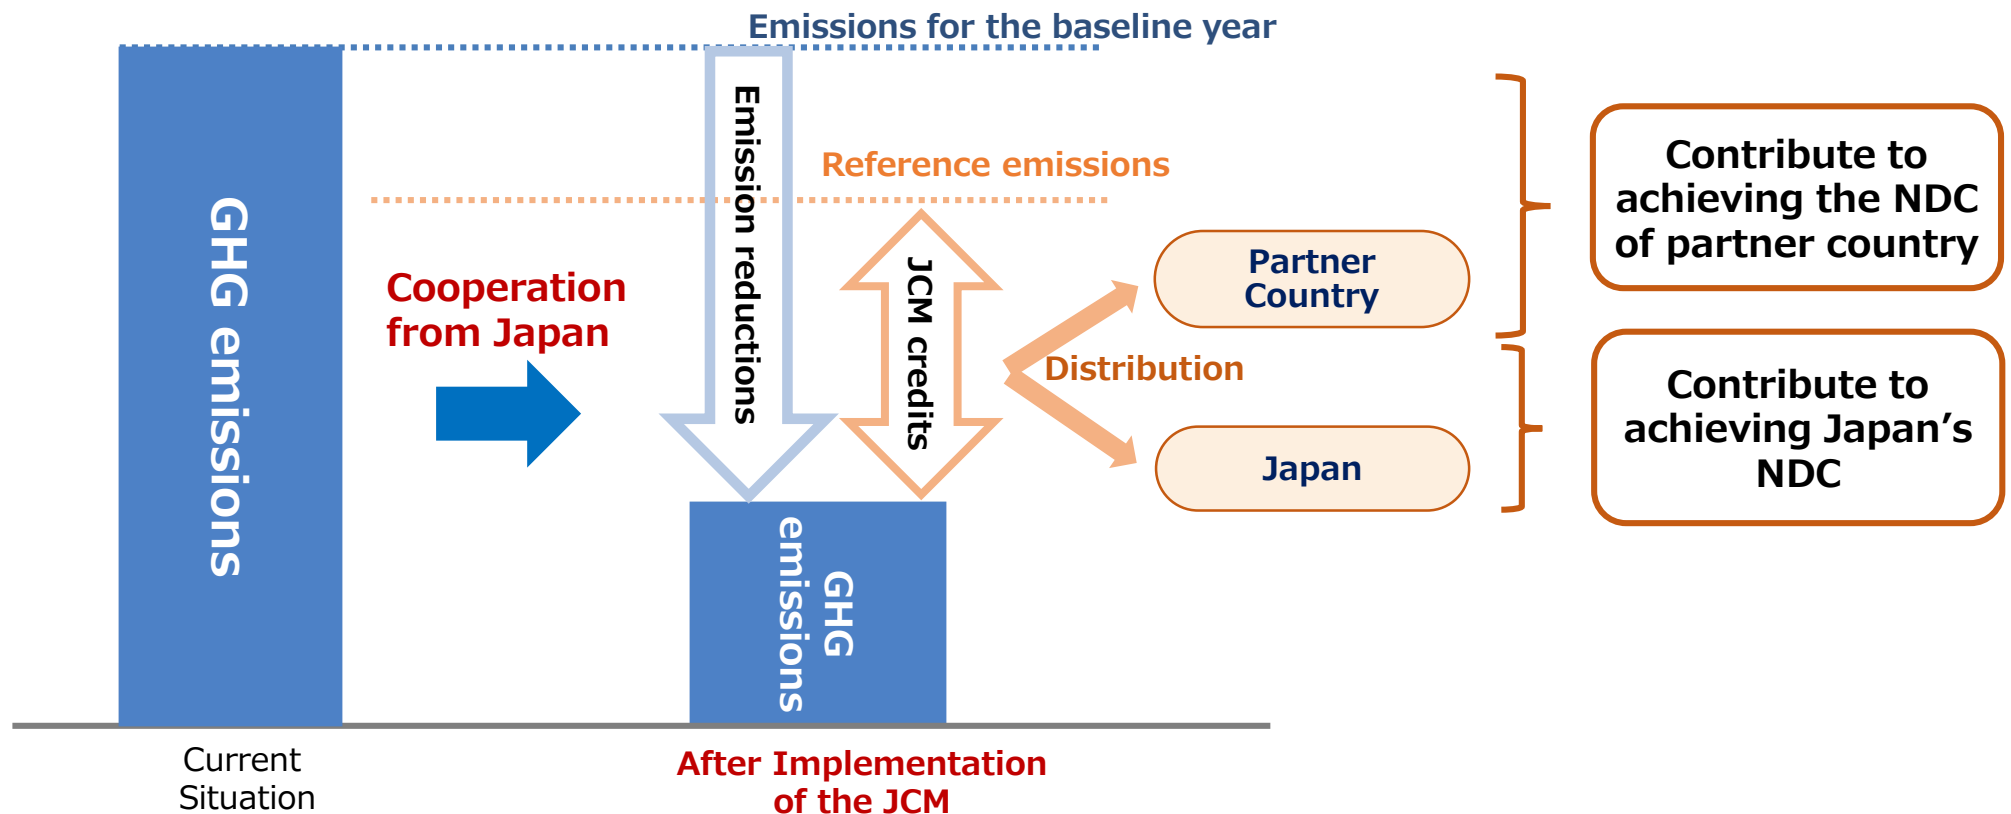 Emissions for the baseline year
GHG emissions
Emission reductions
Reference emissions
JCM credits
Cooperation
from Japan
Partner
Country
Distribution
Japan
Contribute to
achieving the NDC
of partner country
Contribute to
achieving Japan’s
NDC
GHG
emissions
Current
Situation
After Implementation
of the JCM